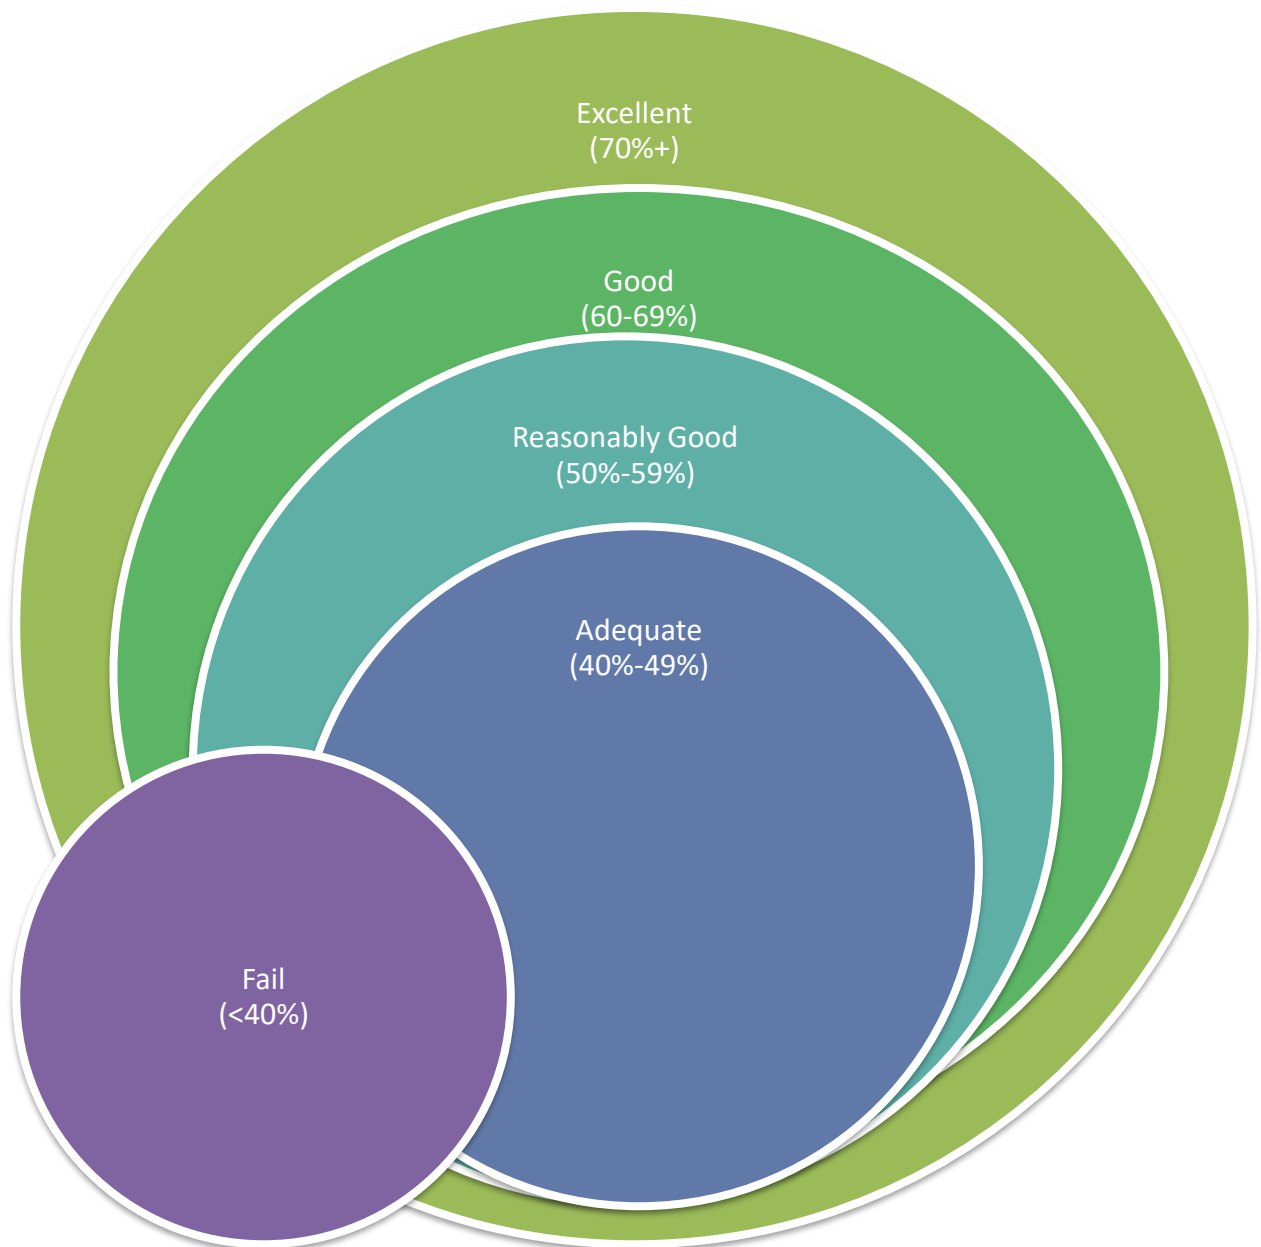 Excellent
(70%+)
Good
(60-69%)
Reasonably Good
(50%-59%)
Adequate
(40%-49%)
Fail
(<40%)